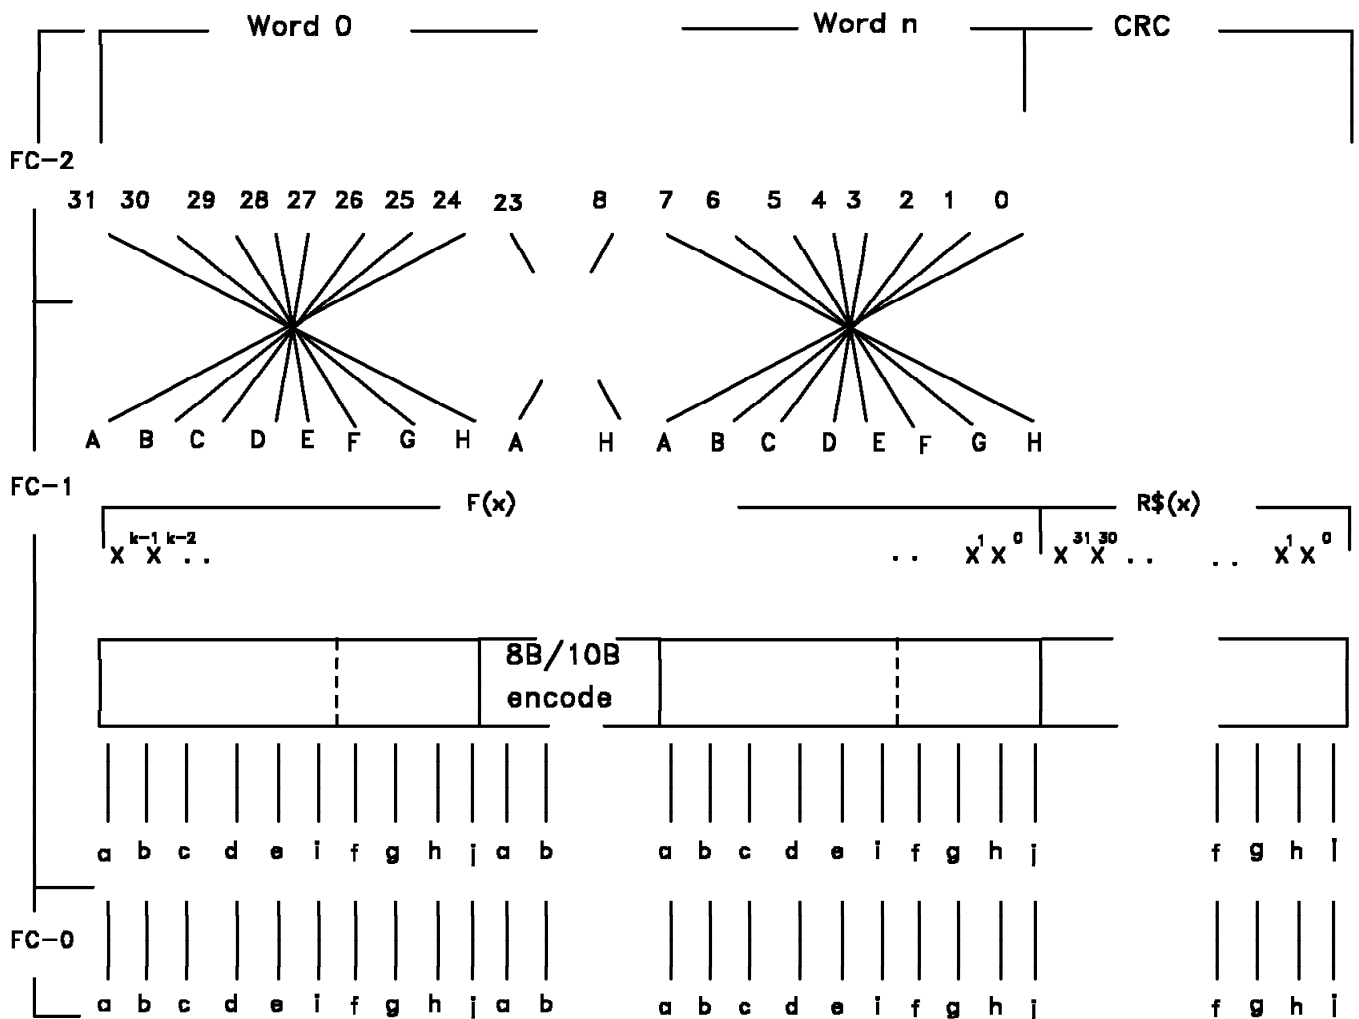 Word 0 Word n CRC
FC-2
31 30 29 28 27 26 25 24 23 8 7 6 5 4 3 2 1 0
A B C D E F G H A H A B C D E F G H
FC-1
F(x) R$(x)
X^k-1 X^k-2 .. .. X^1 X^0 X^31 X^30 .. .. X^1 X^0
8B/10B
encode
a b c d e i f g h j a b a b c d e i f g h j f g h j
FC-0
a b c d e i f g h j a b a b c d e i f g h j f g h j